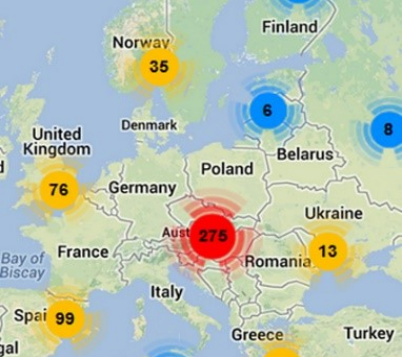 Finland
Norway
35
6
8
Denmark
United
Kingdom
Belarus
Poland
Germany
76
Ukraine
Aust
275
13
Romania
France
Bay of
Biscay
Italy
Spai
99
Greece
Turkey
gal
d